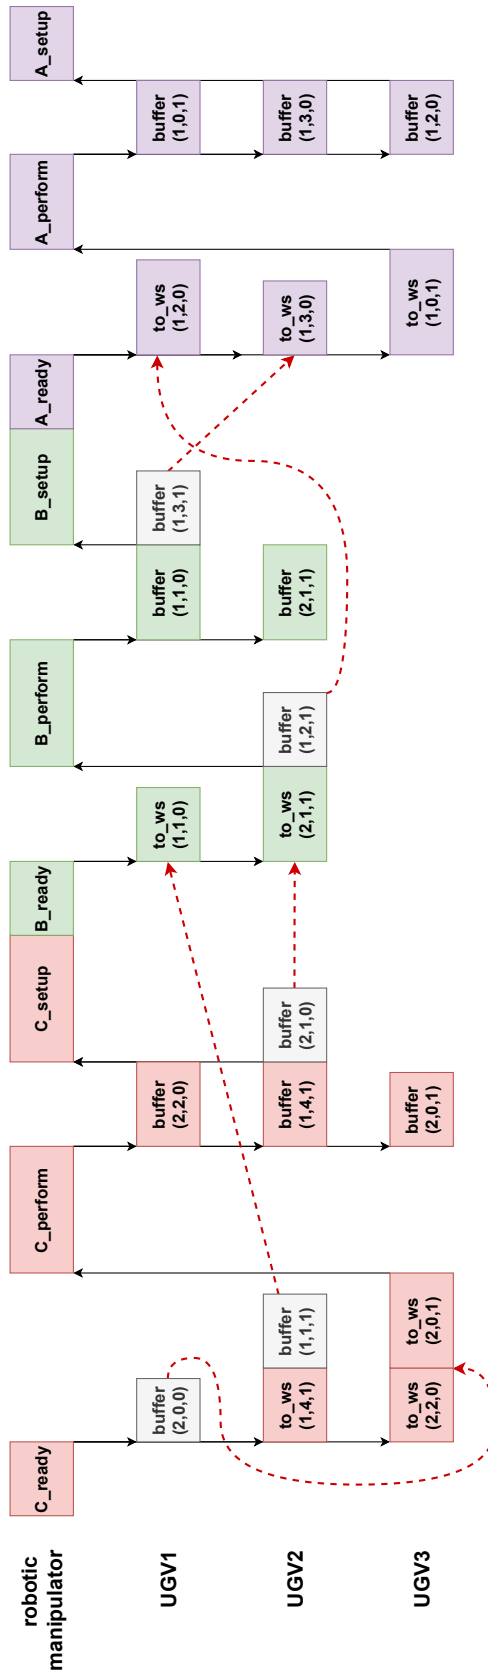 robotic
manipulator
C_ready
C_perform
C_setup
B_ready
B_perform
B_setup
A_ready
A_perform
A_setup
UGV1
buffer
(2,0,0)
buffer
(2,2,0)
to_ws
(1,1,0)
buffer
(1,1,0)
buffer
(1,3,1)
to_ws
(1,2,0)
buffer
(1,0,1)
UGV2
to_ws
(1,4,1)
buffer
(1,1,1)
buffer
(1,4,1)
buffer
(2,1,0)
to_ws
(2,1,1)
buffer
(1,2,1)
buffer
(2,1,1)
to_ws
(1,3,0)
buffer
(1,3,0)
UGV3
to_ws
(2,2,0)
to_ws
(2,0,1)
buffer
(2,0,1)
to_ws
(1,0,1)
buffer
(1,2,0)